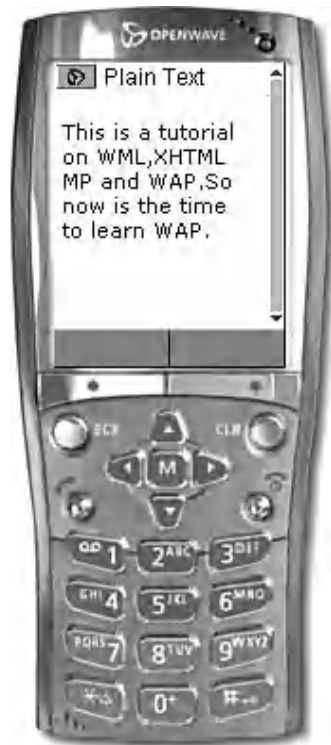 OPENWAVE
Plain Text
This is a tutorial
on WML,XHTML
MP and WAP.So
now is the time
to learn WAP.
CLR
M
1 2ABC 3DEF
GHI4 5JKL 6MNO
PQRS7 8TUV 9WXYZ
0+ #